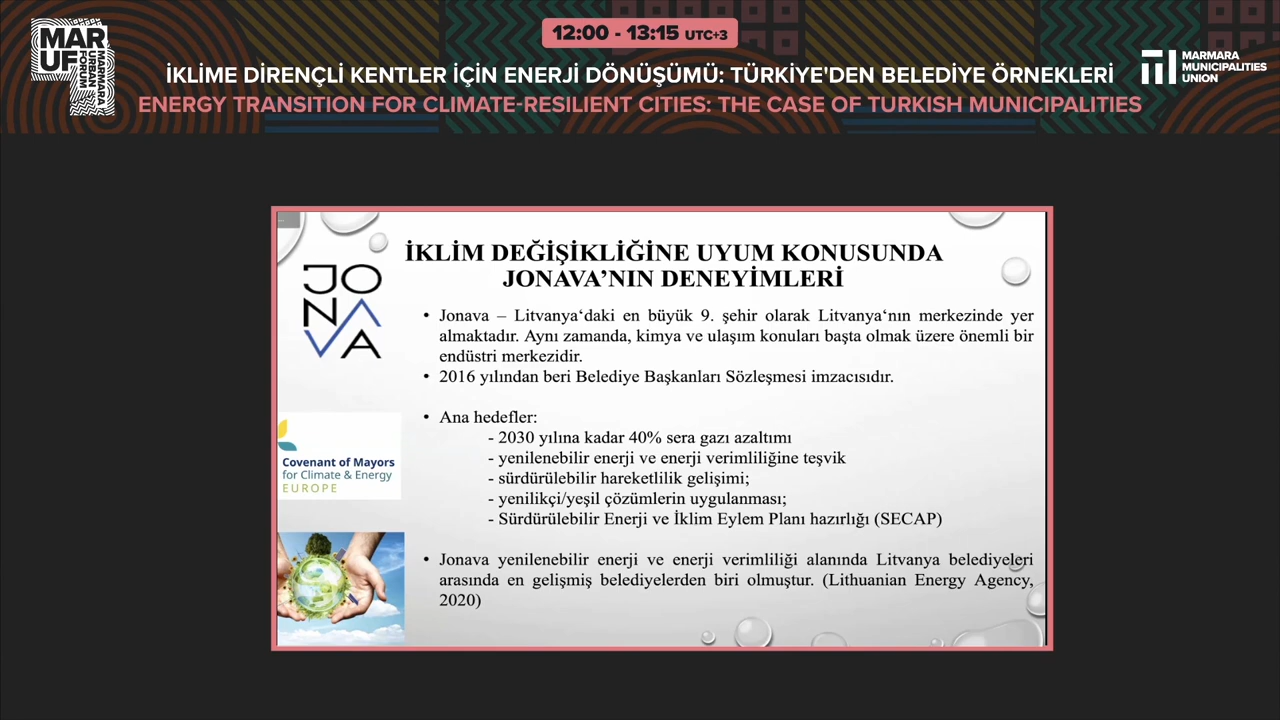 12:00 - 13:15 UTC+3
MAR
UF
MARMARA
URBAN
FORUM
İKLİME DİRENÇLİ KENTLER İÇİN ENERJİ DÖNÜŞÜMÜ: TÜRKİYE'DEN BELEDİYE ÖRNEKLERİ
ENERGY TRANSITION FOR CLIMATE-RESILIENT CITIES: THE CASE OF TURKISH MUNICIPALITIES
MARMARA
MUNICIPALITIES
UNION
JO
NA
VA
İKLİM DEĞİŞİKLİĞİNE UYUM KONUSUNDA
JONAVA’NIN DENEYİMLERİ
• Jonava – Litvanya‘daki en büyük 9. şehir olarak Litvanya‘nın merkezinde yer
almaktadır. Aynı zamanda, kimya ve ulaşım konuları başta olmak üzere önemli bir
endüstri merkezidir.
• 2016 yılından beri Belediye Başkanları Sözleşmesi imzacısıdır.
• Ana hedefler:
- 2030 yılına kadar 40% sera gazı azaltımı
- yenilenebilir enerji ve enerji verimliliğine teşvik
- sürdürülebilir hareketlilik gelişimi;
- yenilikçi/yeşil çözümlerin uygulanması;
- Sürdürülebilir Enerji ve İklim Eylem Planı hazırlığı (SECAP)
• Jonava yenilenebilir enerji ve enerji verimliliği alanında Litvanya belediyeleri
arasında en gelişmiş belediyelerden biri olmuştur. (Lithuanian Energy Agency,
2020)
Covenant of Mayors
for Climate & Energy
EUROPE